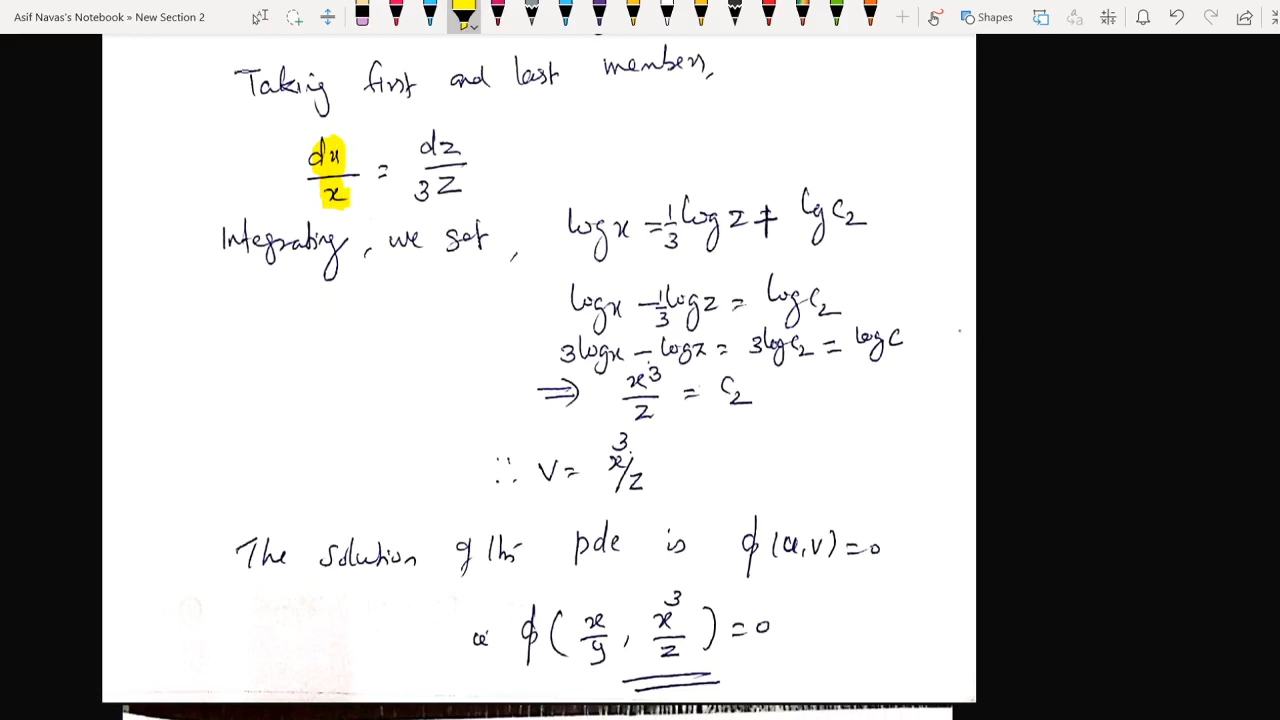 Asif Navas's Notebook » New Section 2
Shapes
Taking first and last members,
dx/x = dz/3z
Integrating, we get, log x = 1/3 log z + log c₂
log x − 1/3 log z = log c₂
3 log x − log z = 3 log c₂ = log c
⇒ x³/z = c₂
∴ v = x³/z
The solution of this pde is ϕ(u,v) = 0
ie ϕ(x/y, x³/z) = 0